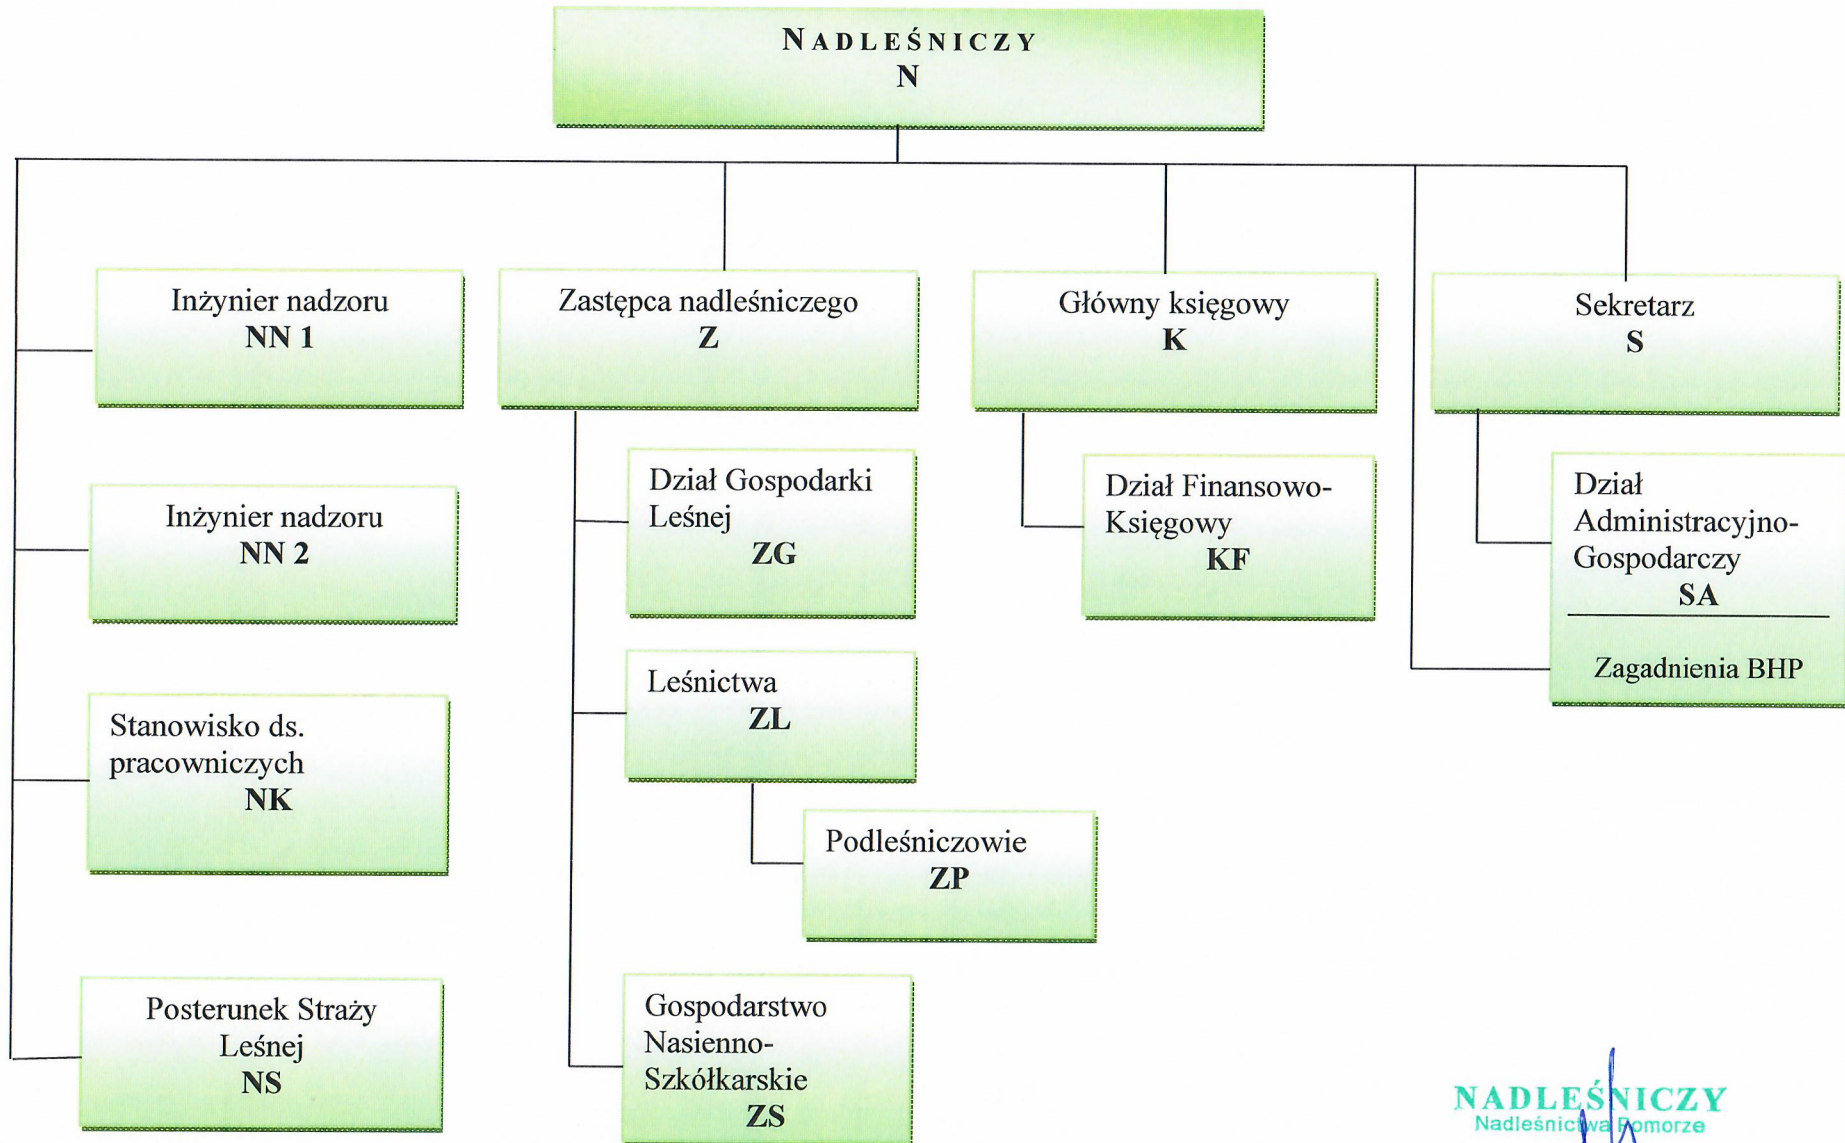 NADLEŚNICZY
N
Inżynier nadzoru
NN 1
Zastępca nadleśniczego
Z
Główny księgowy
K
Sekretarz
S
Inżynier nadzoru
NN 2
Dział Gospodarki
Leśnej
ZG
Dział Finansowo-
Księgowy
KF
Dział
Administracyjno-
Gospodarczy
SA
Zagadnienia BHP
Stanowisko ds.
pracowniczych
NK
Leśnictwa
ZL
Podleśniczowie
ZP
Posterunek Straży
Leśnej
NS
Gospodarstwo
Nasienno-
Szkółkarskie
ZS
NADLEŚNICZY
Nadleśnictwa Pomorze